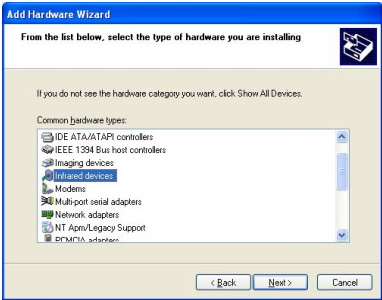 Add Hardware Wizard
From the list below, select the type of hardware you are installing
If you do not see the hardware category you want, click Show All Devices.
Common hardware types:
IDE ATA/ATAPI controllers
IEEE 1394 Bus host controllers
Imaging devices
Infrared devices
Modems
Multi-port serial adapters
Network adapters
NT Apm/Legacy Support
PCMCIA adapters
< Back Next > Cancel